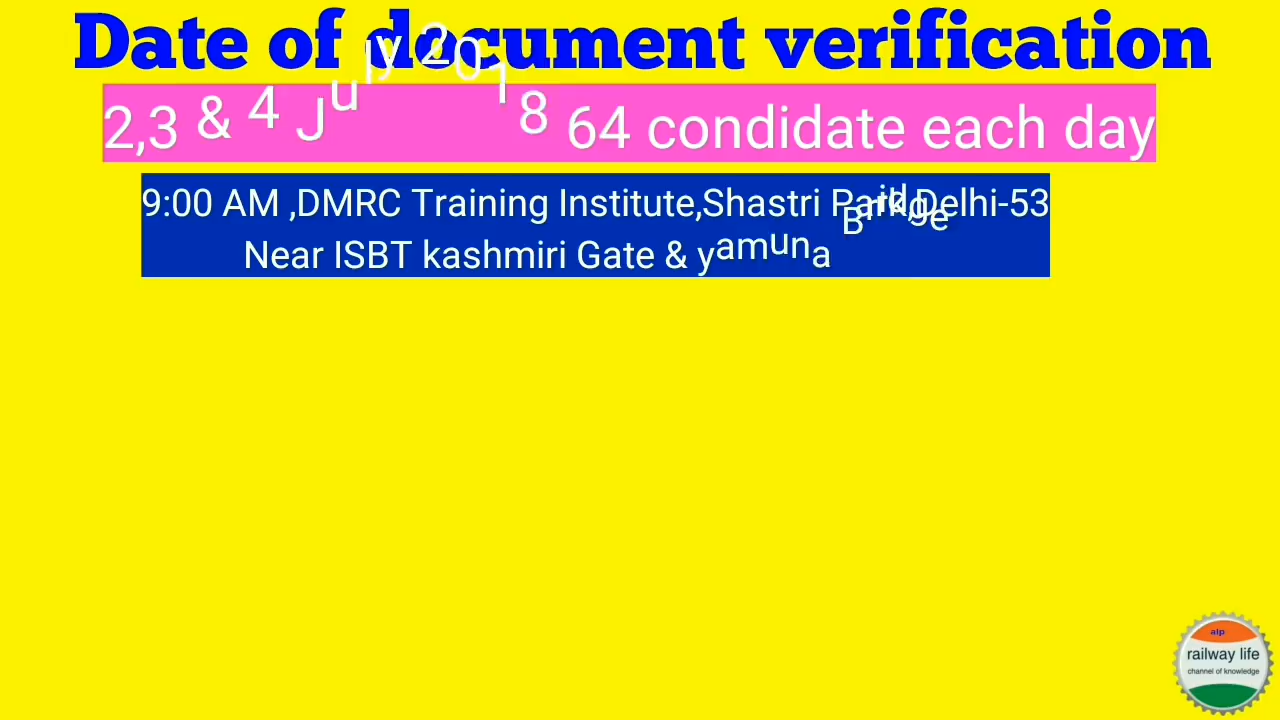 Date of document verification
2,3 & 4 July 2018 64 condidate each day
9:00 AM ,DMRC Training Institute,Shastri Park,Delhi-53
Near ISBT kashmiri Gate & yamuna Bridge
alp
railway life
channel of knowledge